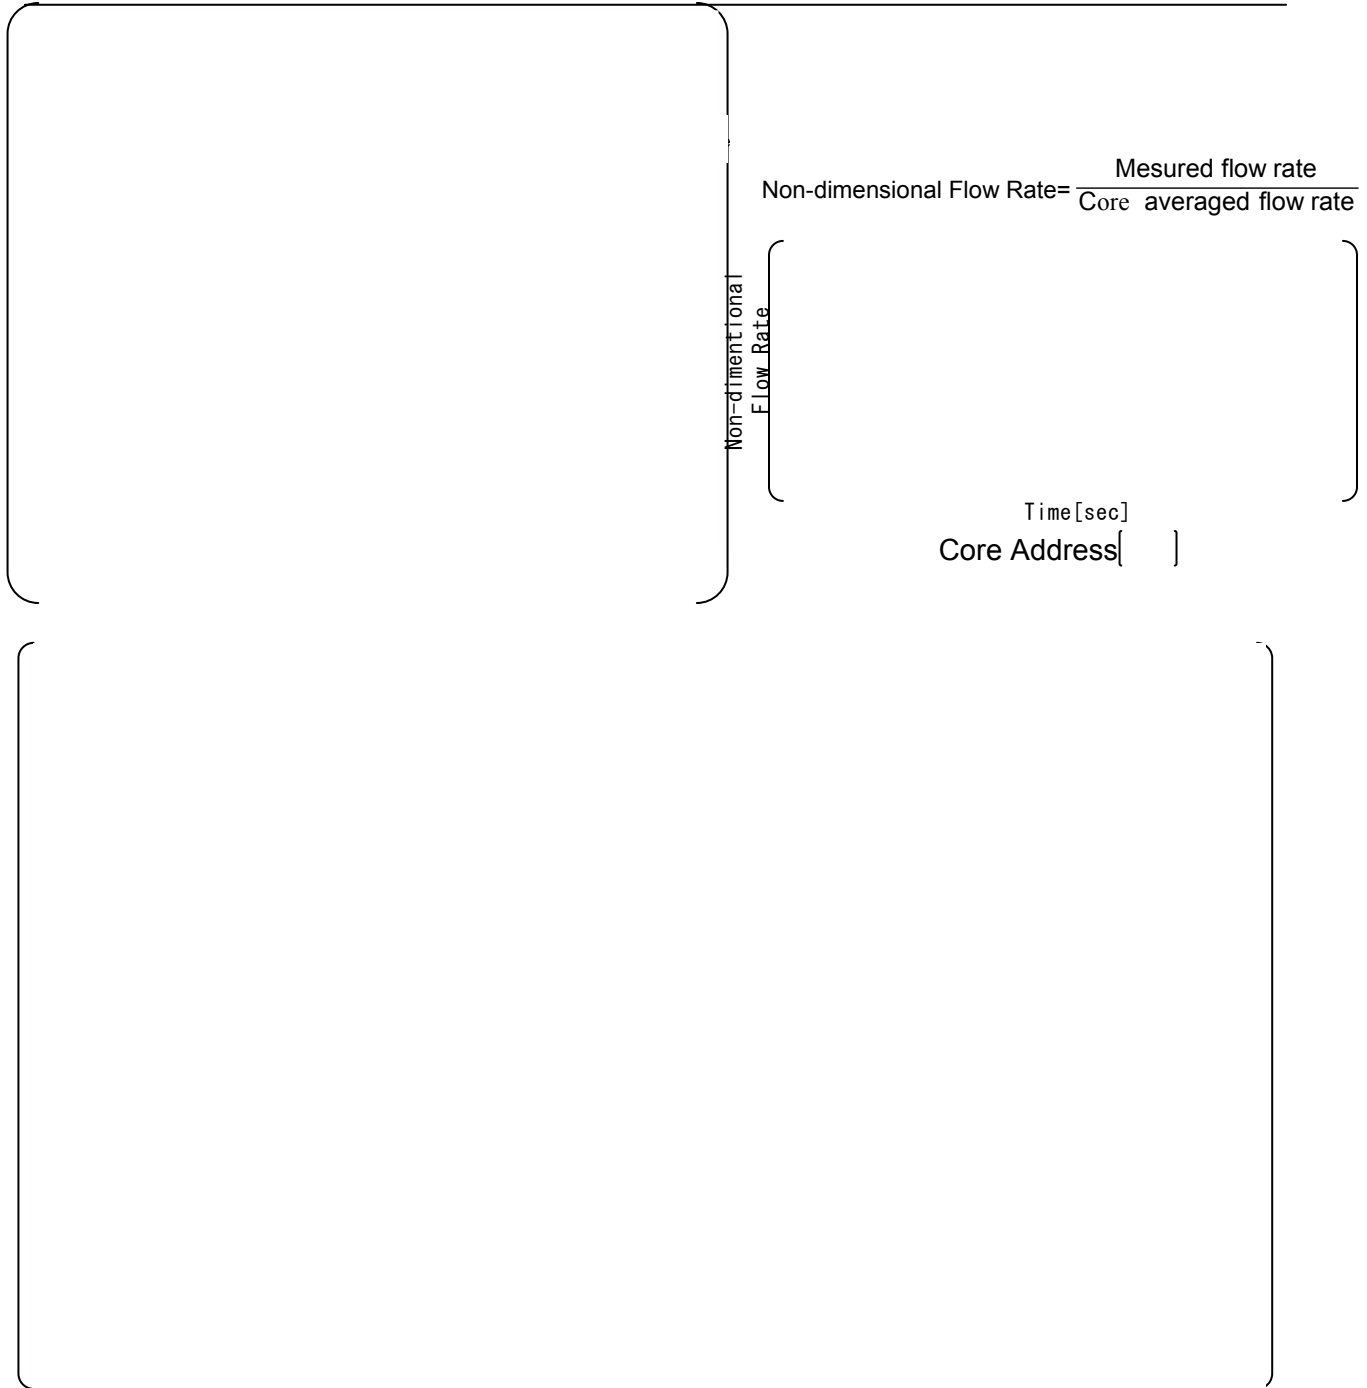 Non-dimensional Flow Rate= Mesured flow rate / Core averaged flow rate
Non-dimentional
Flow Rate
Time[sec]
Core Address[ ]